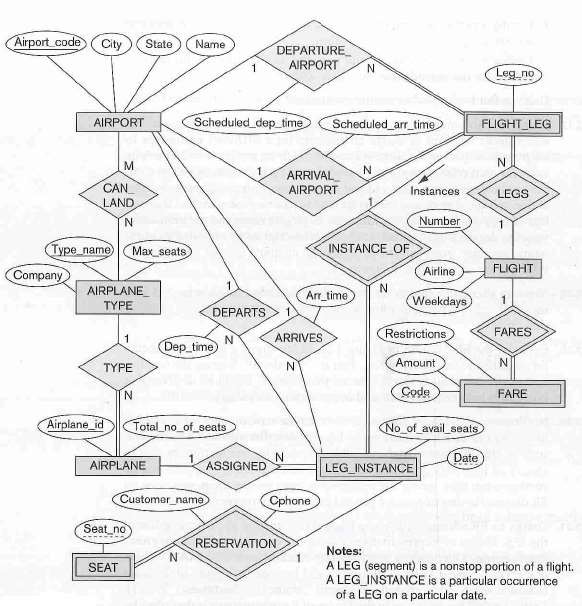 Airport_code
City
State
Name
DEPARTURE_
AIRPORT
1
N
Leg_no
Scheduled_dep_time
Scheduled_arr_time
AIRPORT
FLIGHT_LEG
1
N
ARRIVAL_
AIRPORT
M
CAN_
LAND
N
Instances
1
N
LEGS
1
Number
Type_name
Max_seats
Company
AIRPLANE_
TYPE
INSTANCE_OF
N
Airline
FLIGHT
Weekdays
1
1
DEPARTS
Arr_time
ARRIVES
Dep_time
N
N
1
FARES
N
Restrictions
Amount
Code
FARE
1
TYPE
N
Airplane_id
Total_no_of_seats
No_of_avail_seats
AIRPLANE
1
ASSIGNED
N
LEG_INSTANCE
Date
Customer_name
Cphone
Seat_no
RESERVATION
N
1
SEAT
Notes:
A LEG (segment) is a nonstop portion of a flight.
A LEG_INSTANCE is a particular occurrence
of a LEG on a particular date.